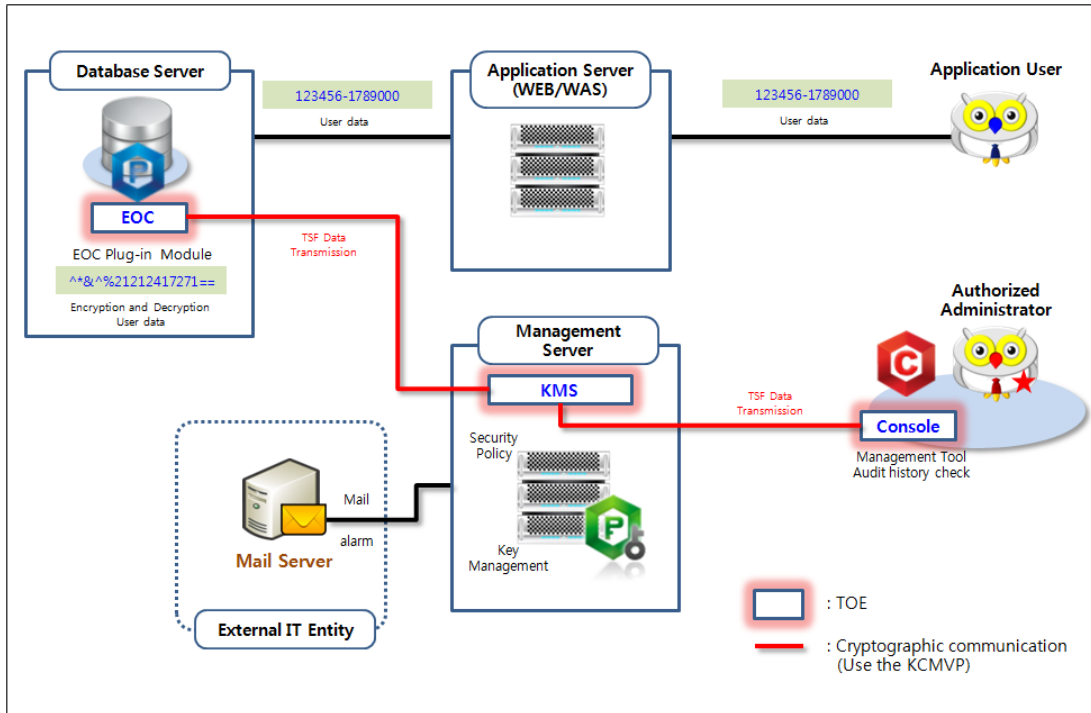 Database Server
EOC
EOC Plug-in Module
^*&^%21212417271==
Encryption and Decryption
User data
123456-1789000
User data
Application Server
(WEB/WAS)
123456-1789000
User data
Application User
TSF Data
Transmission
Management
Server
KMS
Security
Policy
Key
Management
TSF Data
Transmission
Authorized
Administrator
C
Console
Management Tool
Audit history check
Mail
alarm
Mail Server
External IT Entity
: TOE
: Cryptographic communication
(Use the KCMVP)
P
P